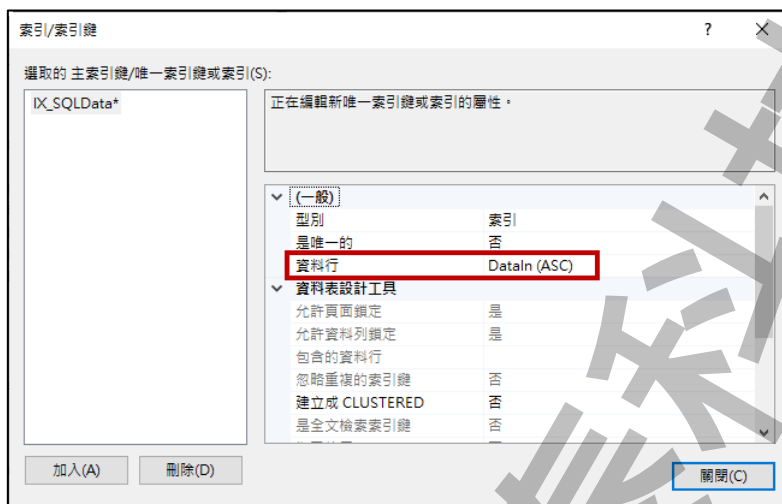 索引/索引鍵
?
選取的 主索引鍵/唯一索引鍵或索引(S):
IX_SQLData*
正在編輯新唯一索引鍵或索引的屬性。
(一般)
型別 索引
是唯一的 否
資料行 DataIn (ASC)
資料表設計工具
允許頁面鎖定 是
允許資料列鎖定 是
包含的資料行
忽略重複的索引鍵 否
建立成 CLUSTERED 否
是全文檢索索引鍵 否
加入(A) 刪除(D) 關閉(C)